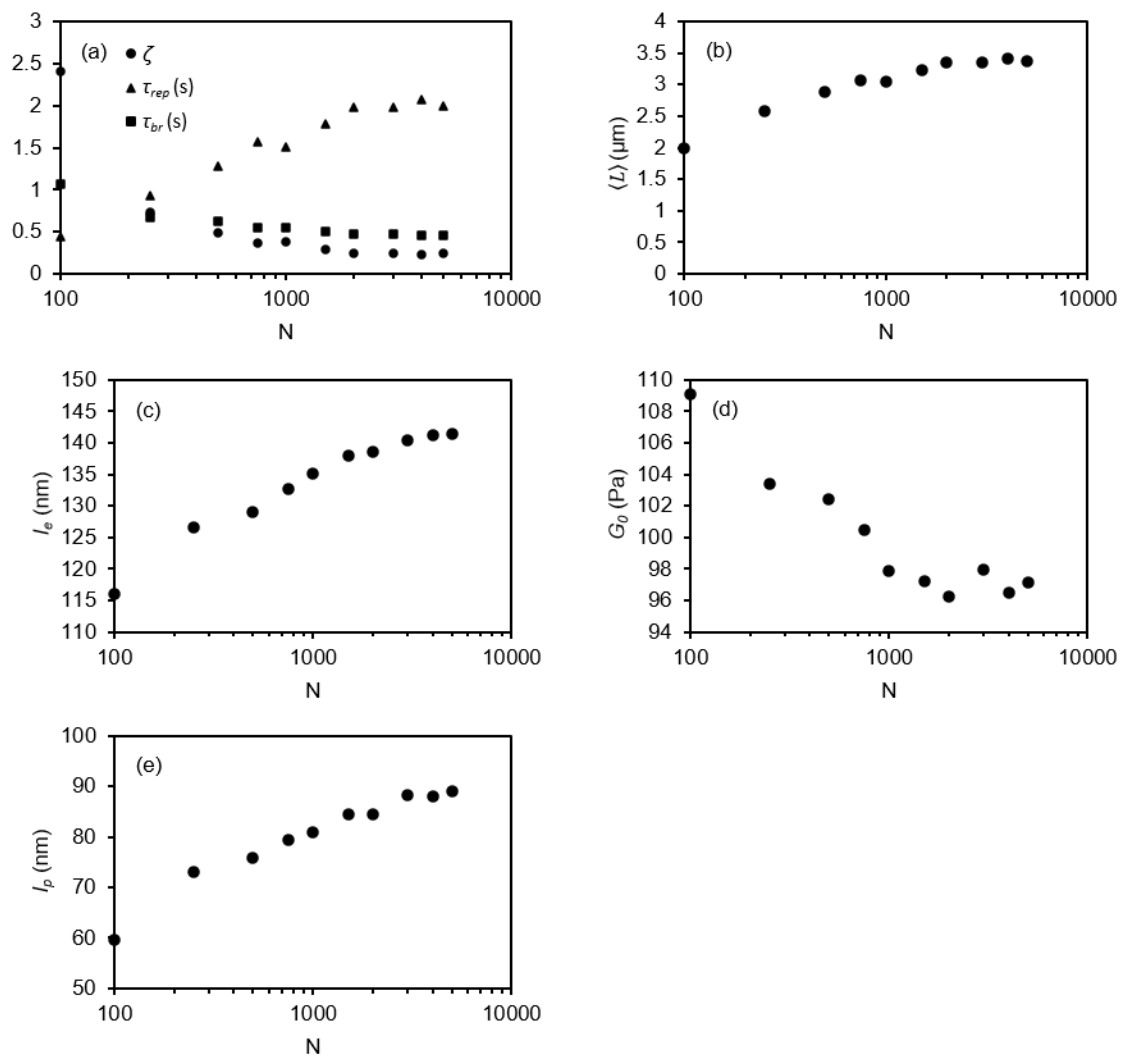 (a)
ζ
τrep (s)
τbr (s)
3
2.5
2
1.5
1
0.5
0
100 1000 10000
N
(b)
⟨L⟩ (μm)
4
3.5
3
2.5
2
1.5
1
0.5
0
100 1000 10000
N
(c)
le (nm)
150
145
140
135
130
125
120
115
110
100 1000 10000
N
(d)
G0 (Pa)
110
108
106
104
102
100
98
96
94
100 1000 10000
N
(e)
lp (nm)
100
90
80
70
60
50
100 1000 10000
N